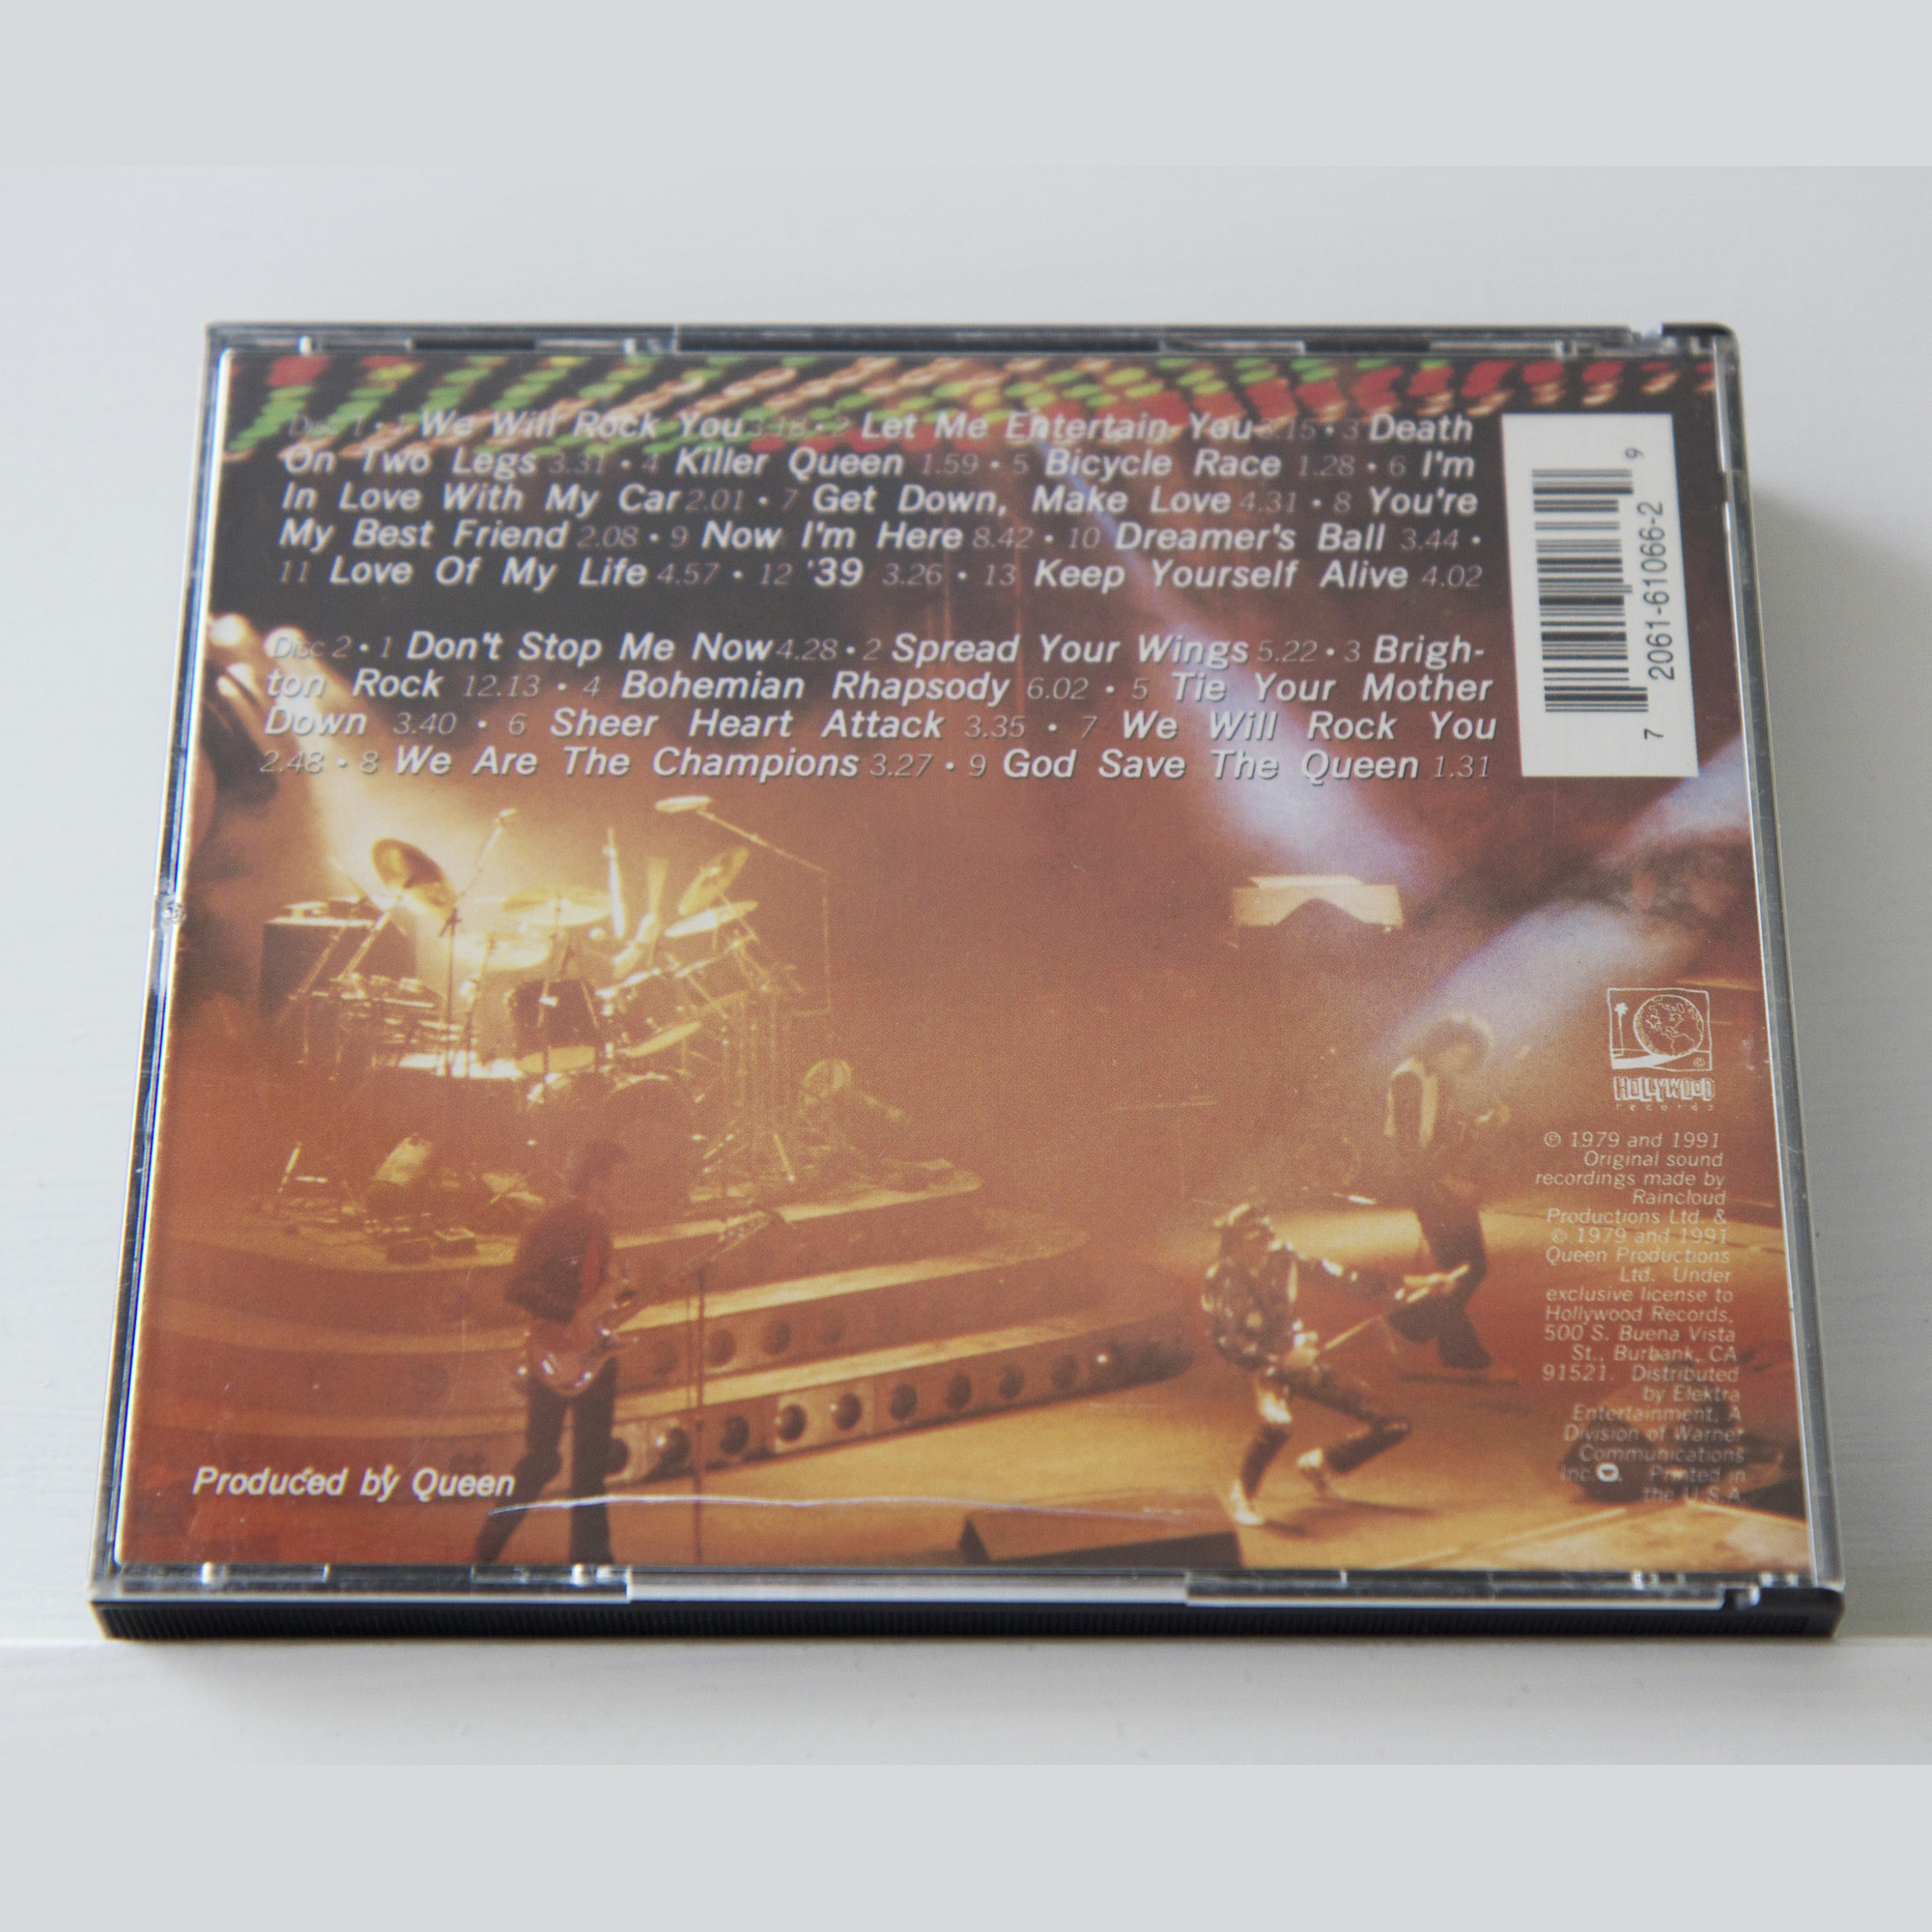 Disc 1 • 1 We Will Rock You 3.18 • 2 Let Me Entertain You 3.15 • 3 Death
On Two Legs 3.31 • 4 Killer Queen 1.59 • 5 Bicycle Race 1.28 • 6 I'm
In Love With My Car 2.01 • 7 Get Down, Make Love 4.31 • 8 You're
My Best Friend 2.08 • 9 Now I'm Here 8.42 • 10 Dreamer's Ball 3.44 •
11 Love Of My Life 4.57 • 12 '39 3.26 • 13 Keep Yourself Alive 4.02
Disc 2 • 1 Don't Stop Me Now 4.28 • 2 Spread Your Wings 5.22 • 3 Brigh-
ton Rock 12.13 • 4 Bohemian Rhapsody 6.02 • 5 Tie Your Mother
Down 3.40 • 6 Sheer Heart Attack 3.35 • 7 We Will Rock You
2.48 • 8 We Are The Champions 3.27 • 9 God Save The Queen 1.31
7 2061-61066-2 9
HOLLYWOOD
records
℗ 1979 and 1991
Original sound
recordings made by
Raincloud
Productions Ltd. &
© 1979 and 1991
Queen Productions
Ltd. Under
exclusive license to
Hollywood Records,
500 S. Buena Vista
St., Burbank, CA
91521. Distributed
by Elektra
Entertainment, A
Division of Warner
Communications
Inc. Printed in
the U.S.A.
Produced by Queen